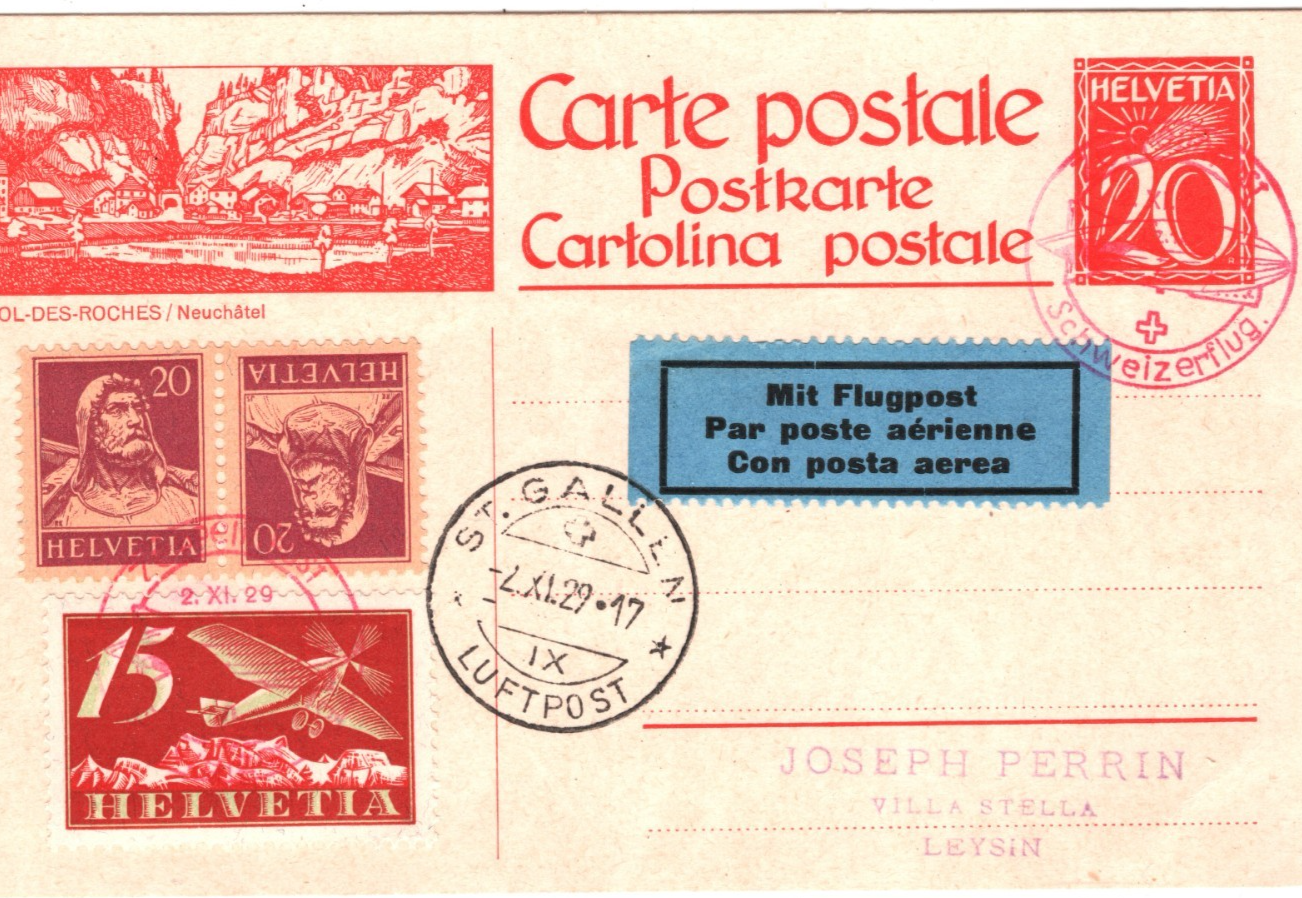 Carte postale
Postkarte
Cartolina postale
HELVETIA
20
OL-DES-ROCHES / Neuchâtel
Schweizerflug.
20
HELVETIA
HELVETIA
20
Mit Flugpost
Par poste aérienne
Con posta aerea
2. XI. 29
15
HELVETIA
ST. GALLEN
-2.XI.29•17
IX
LUFTPOST
JOSEPH PERRIN
VILLA STELLA
LEYSIN